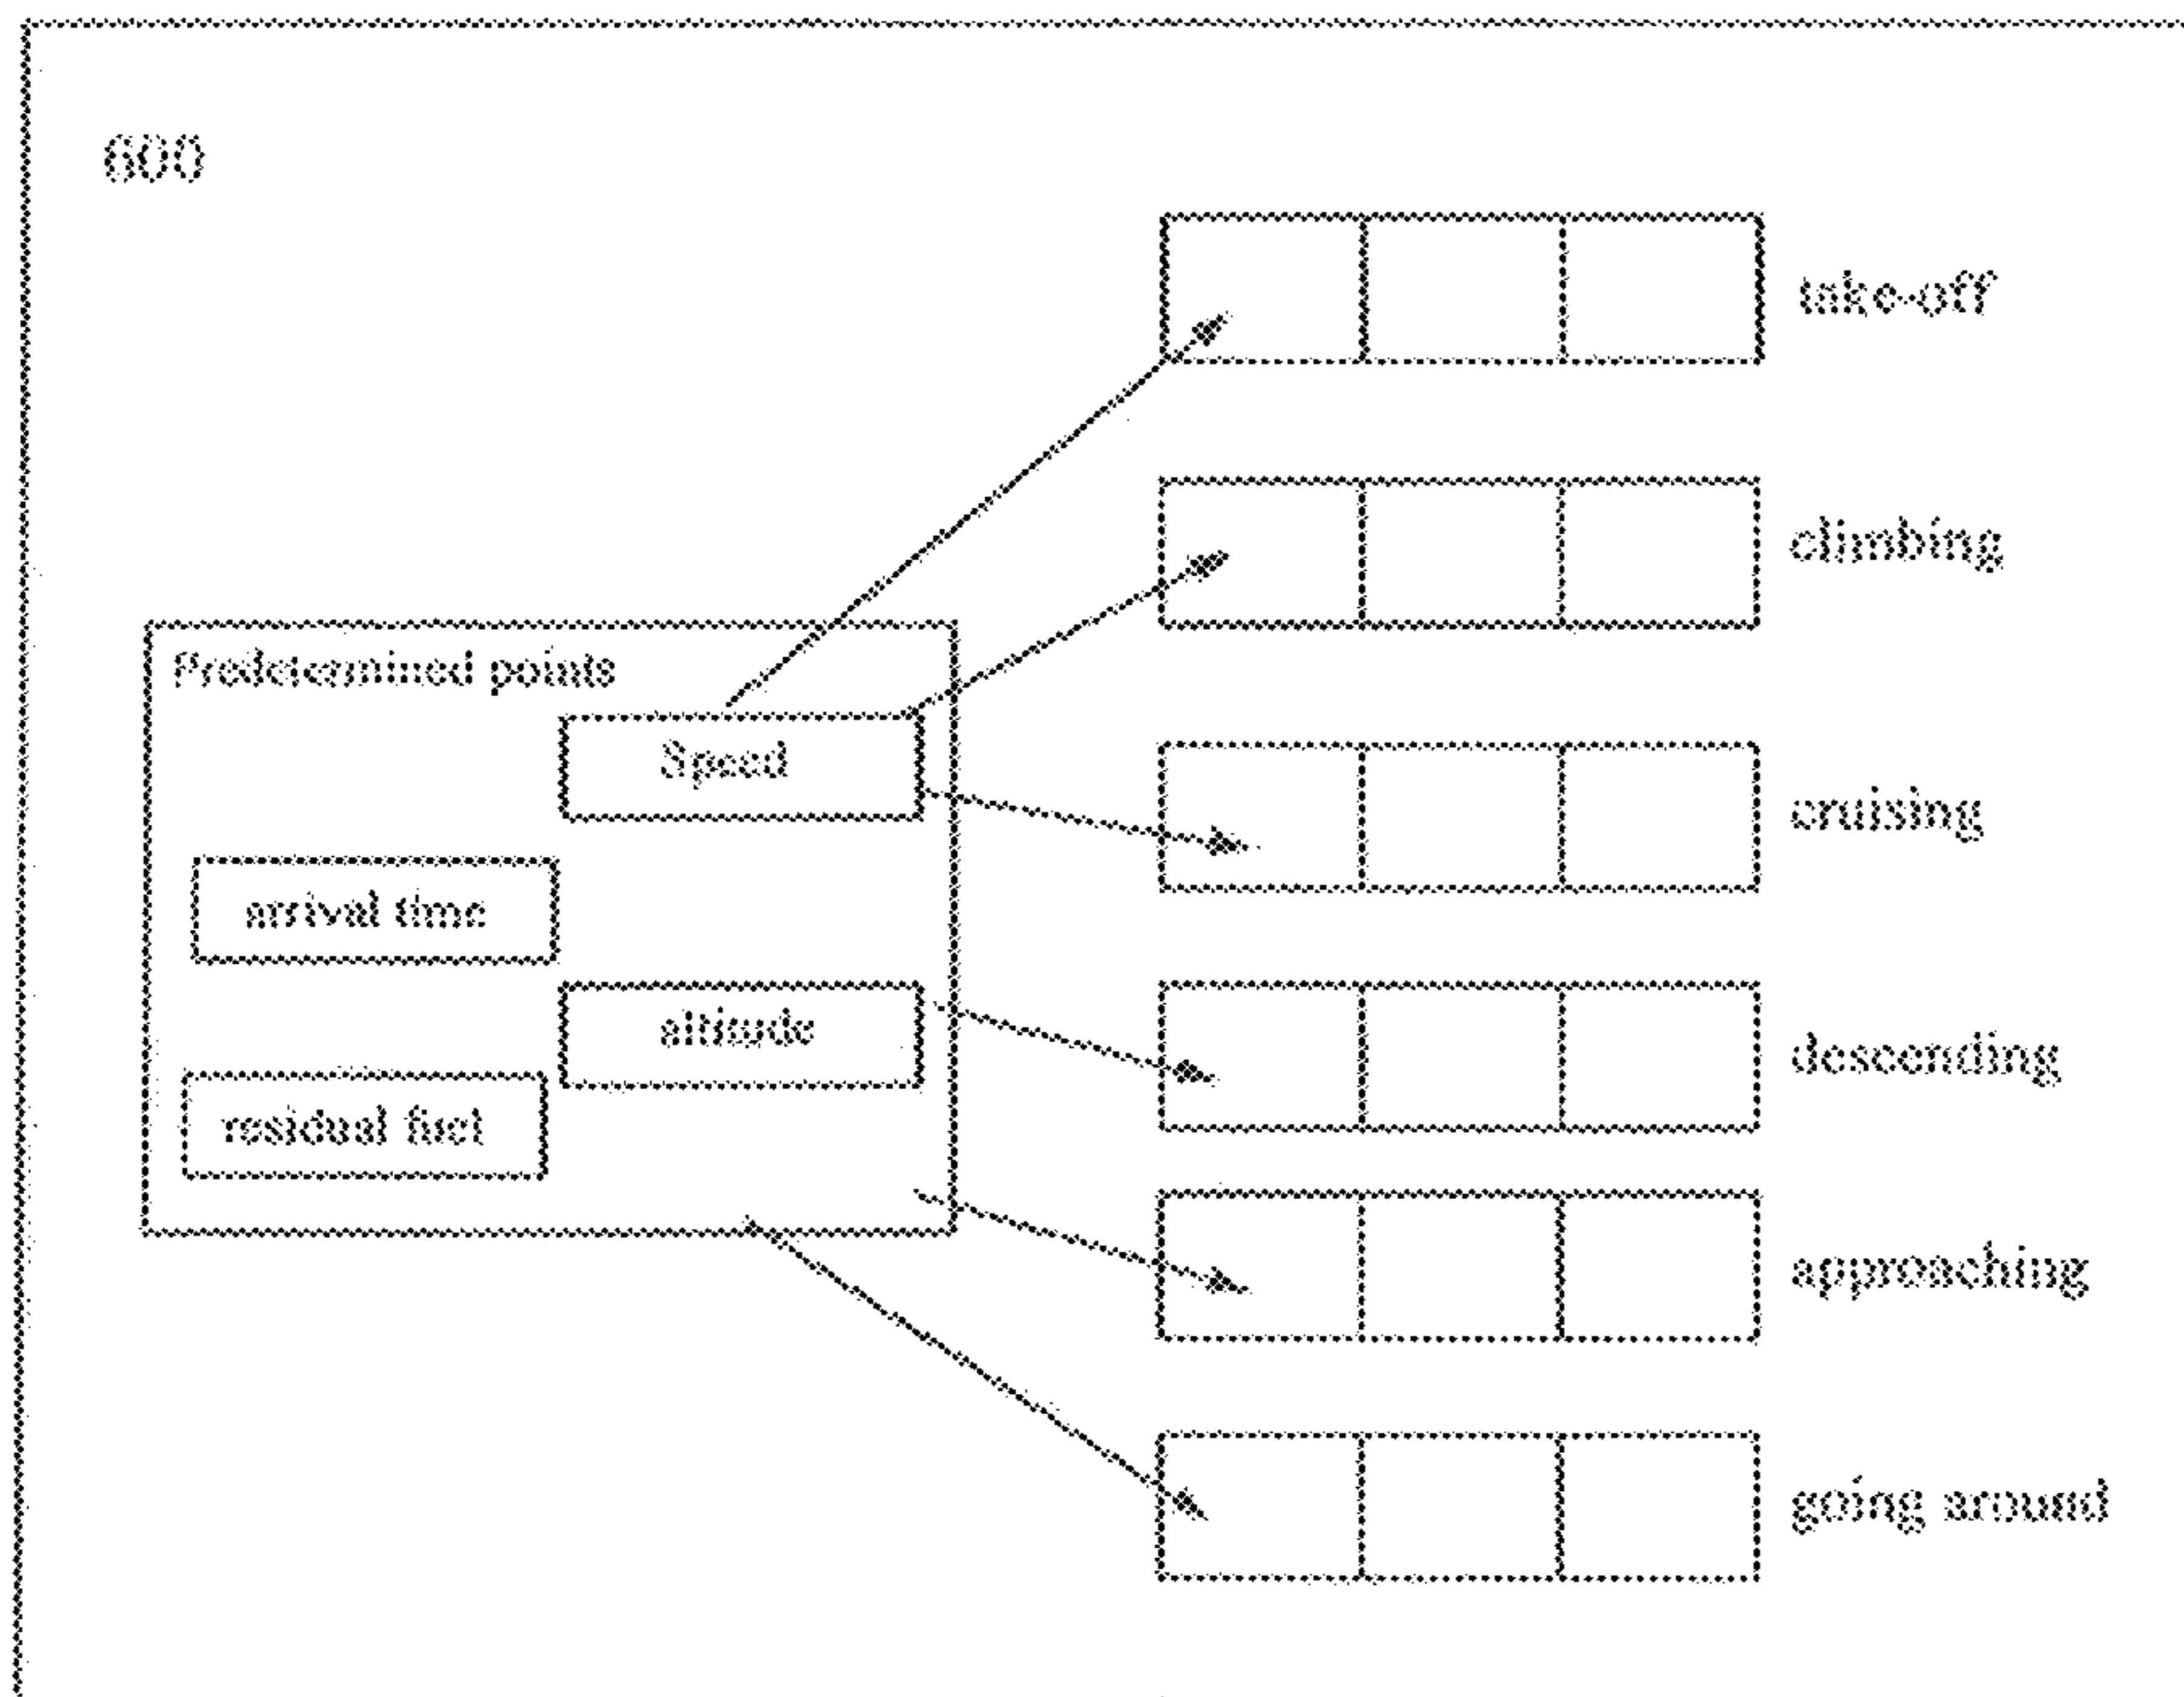 600
take-off
climbing
Predetermined points
Speed
cruising
arrival time
altitude
descending
residual fuel
approaching
going around